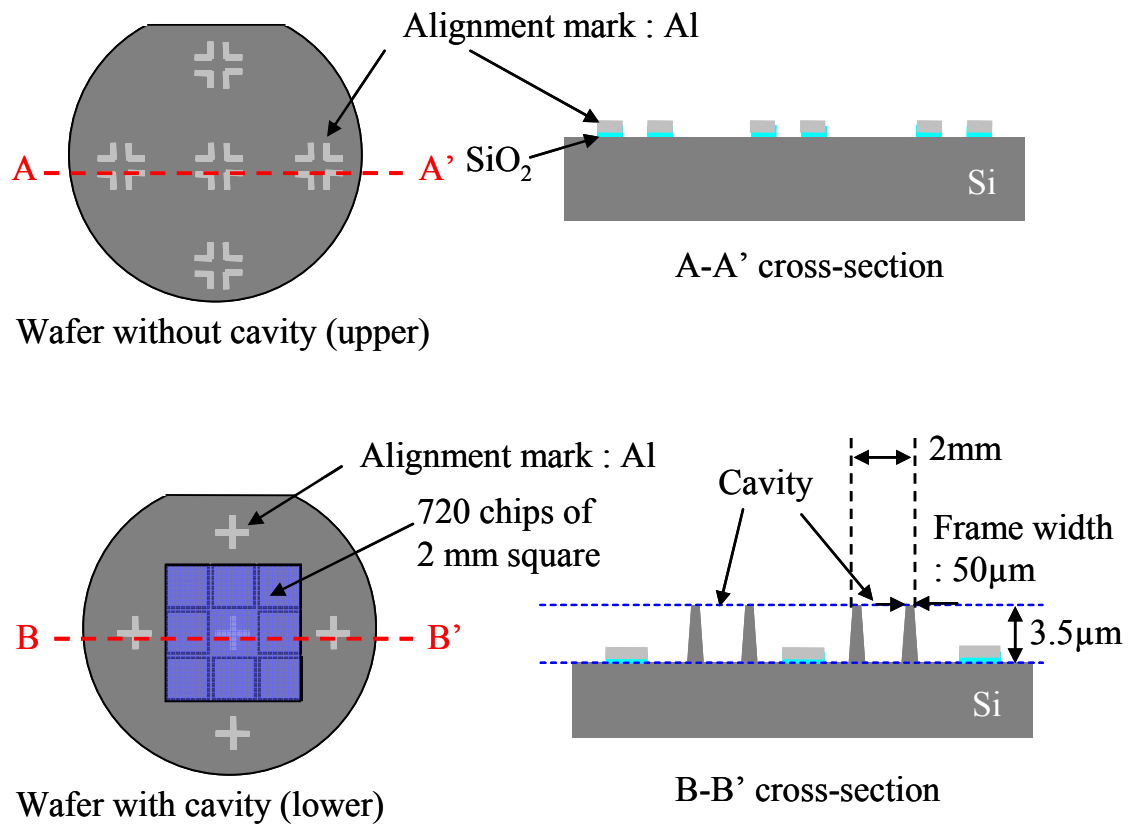 Alignment mark : Al
A
A’
SiO₂
Si
A-A’ cross-section
Wafer without cavity (upper)
Alignment mark : Al
720 chips of
2 mm square
B
B’
Wafer with cavity (lower)
2mm
Cavity
Frame width
: 50μm
3.5μm
Si
B-B’ cross-section